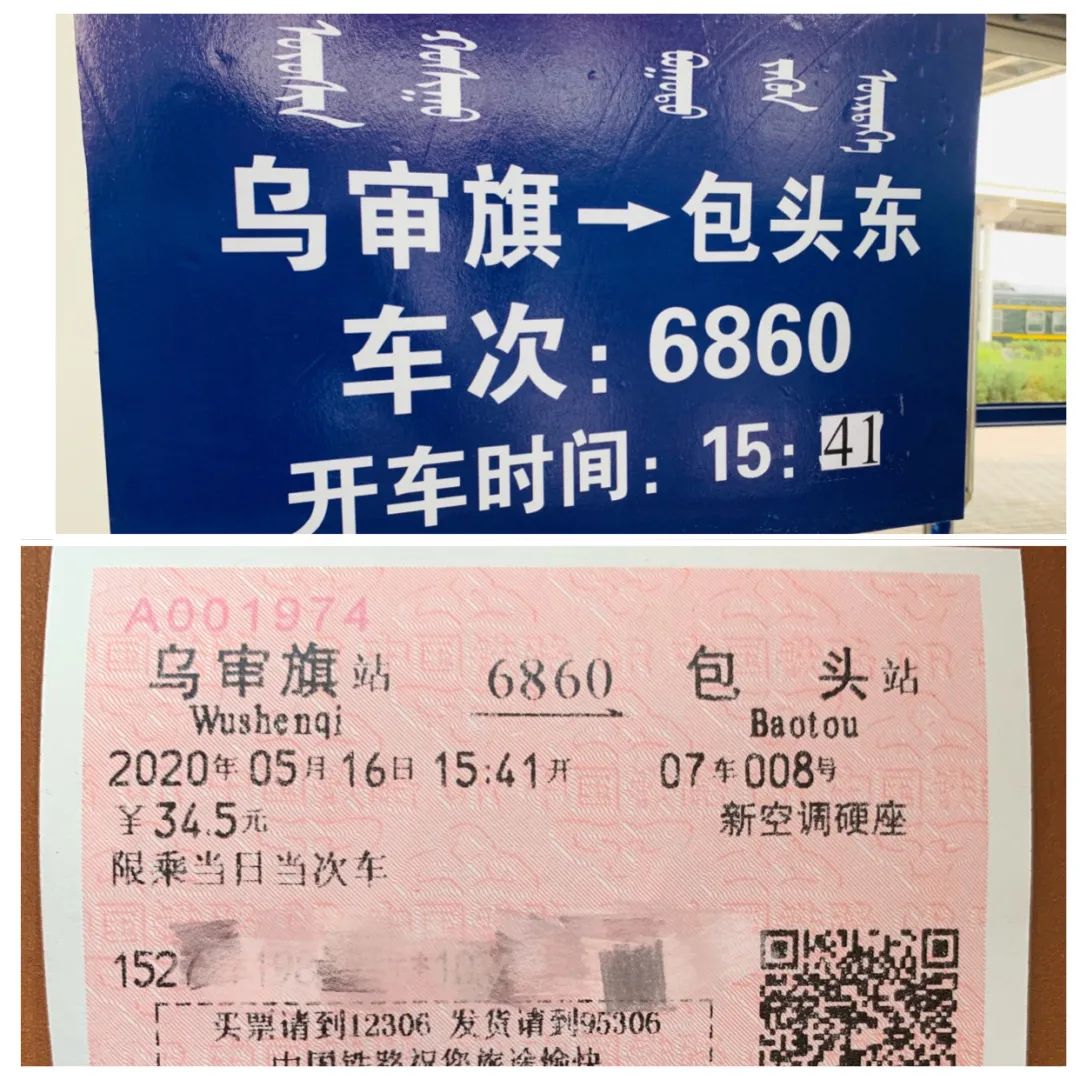 乌审旗→包头东
车次：6860
开车时间：15：41
A001974
乌审旗站 6860 包头站
Wushenqi Baotou
2020年05月16日 15:41开 07车008号
￥34.5元 新空调硬座
限乘当日当次车
152
买票请到12306 发货请到95306
中国铁路祝您旅途愉快